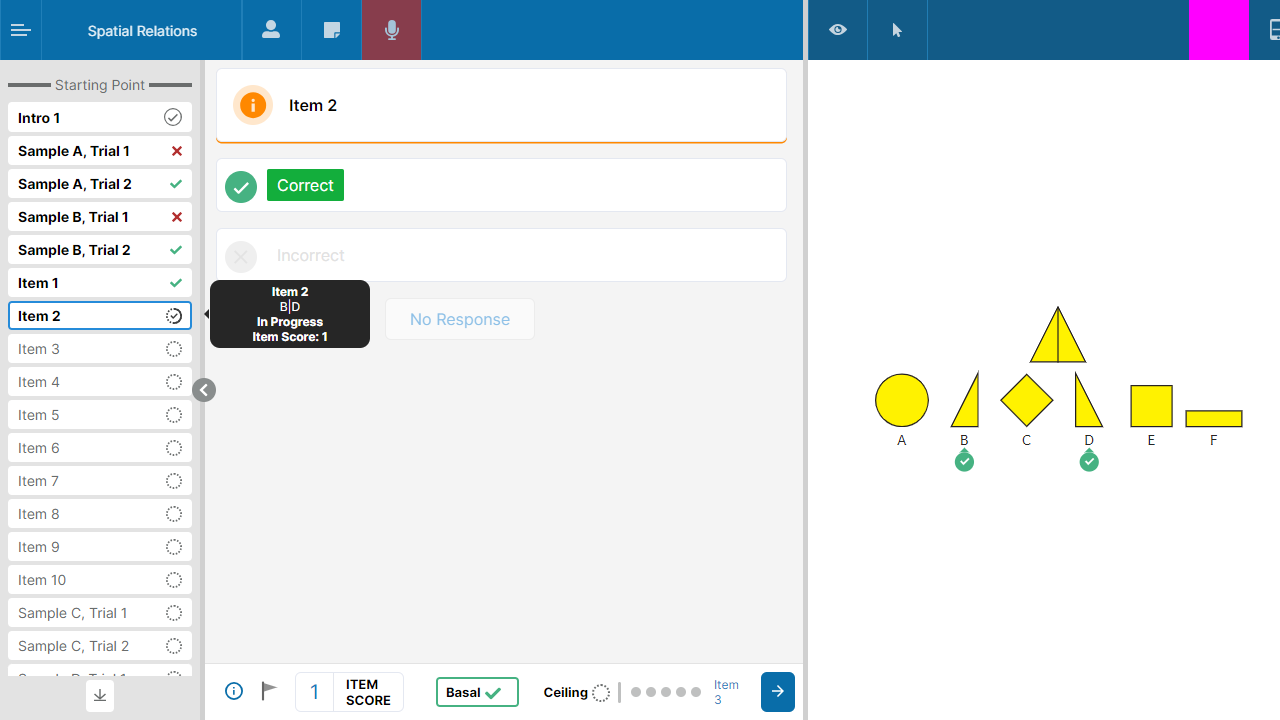 Spatial Relations
Starting Point
Intro 1
Sample A, Trial 1
Sample A, Trial 2
Sample B, Trial 1
Sample B, Trial 2
Item 1
Item 2
Item 3
Item 4
Item 5
Item 6
Item 7
Item 8
Item 9
Item 10
Sample C, Trial 1
Sample C, Trial 2
Item 2
Correct
Incorrect
Item 2
B|D
In Progress
Item Score: 1
No Response
1
ITEM
SCORE
Basal
Ceiling
Item
3
A B C D E F